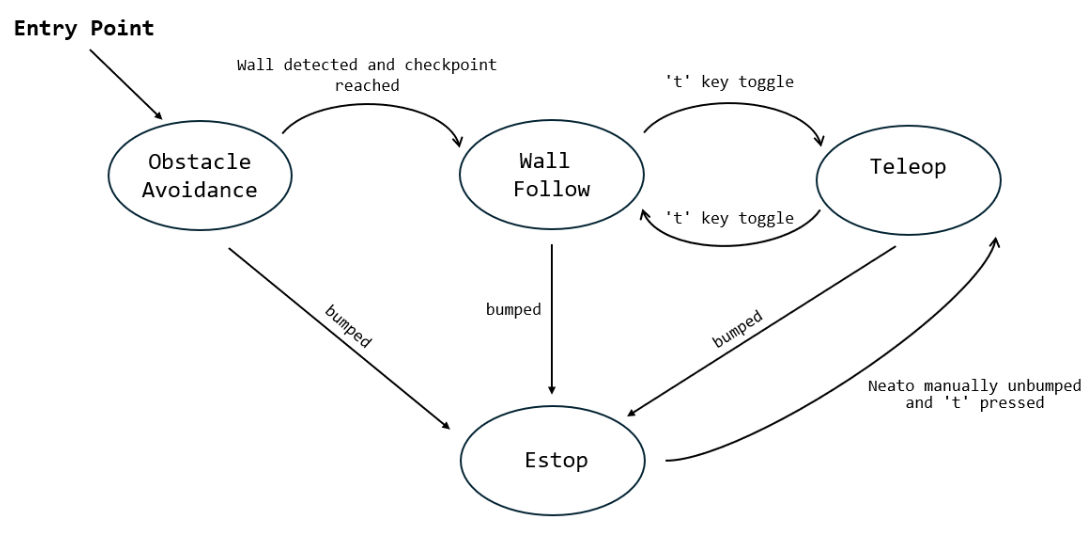 Entry Point
Wall detected and checkpoint
reached
't' key toggle
Obstacle
Avoidance
Wall
Follow
Teleop
't' key toggle
bumped
bumped
bumped
Neato manually unbumped
and 't' pressed
Estop